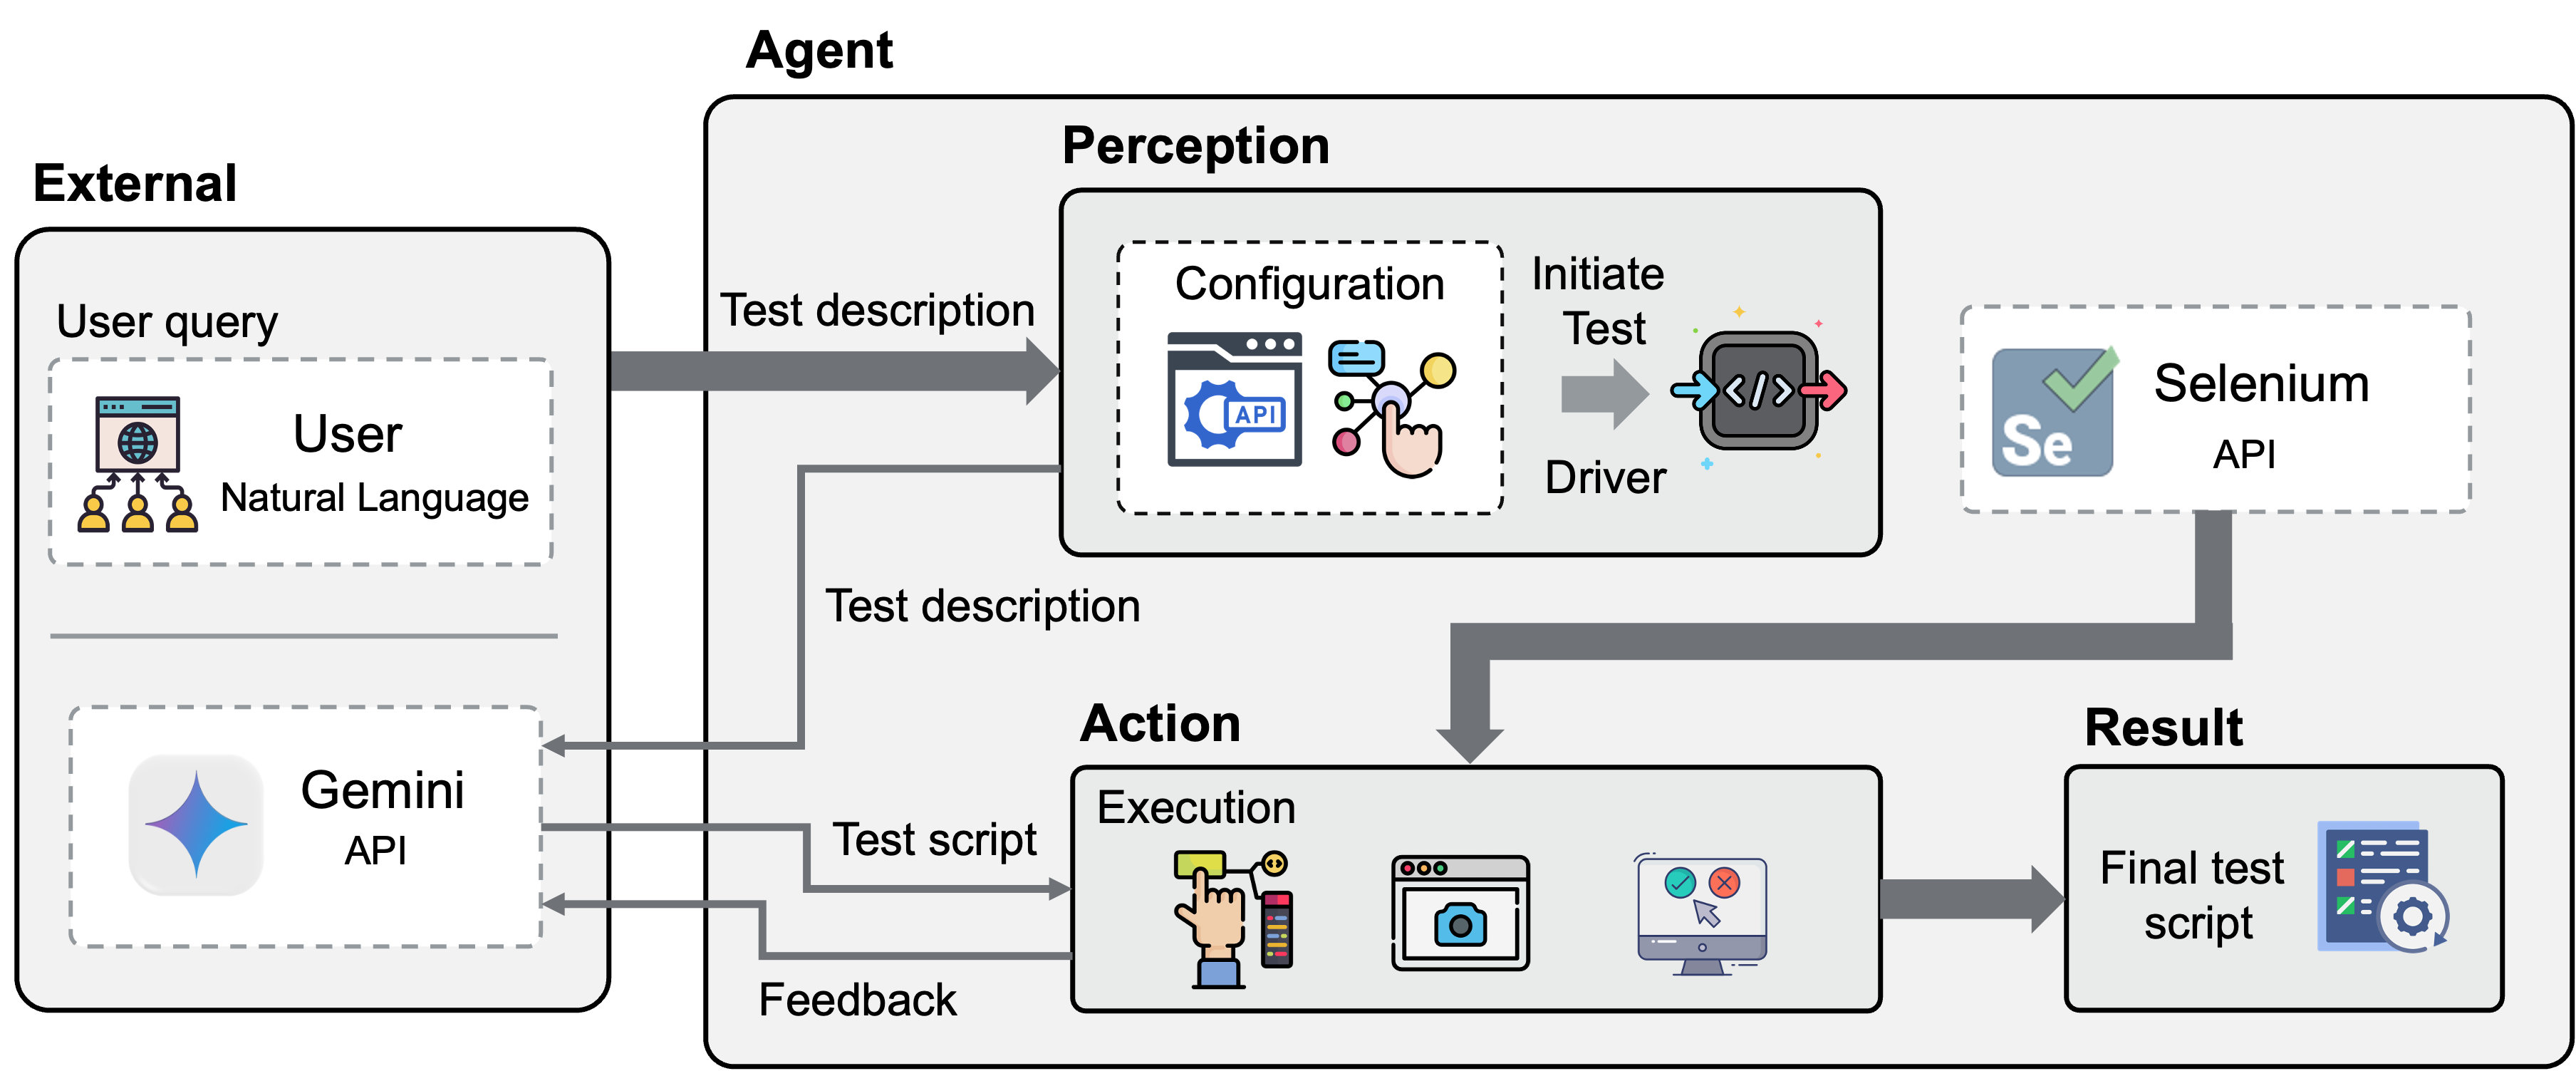 Agent
Perception
External
Configuration
Initiate
Test
Driver
API
Test description
User query
User
Natural Language
Selenium
API
Se
Test description
Gemini
API
Action
Execution
Test script
Feedback
Result
Final test
script